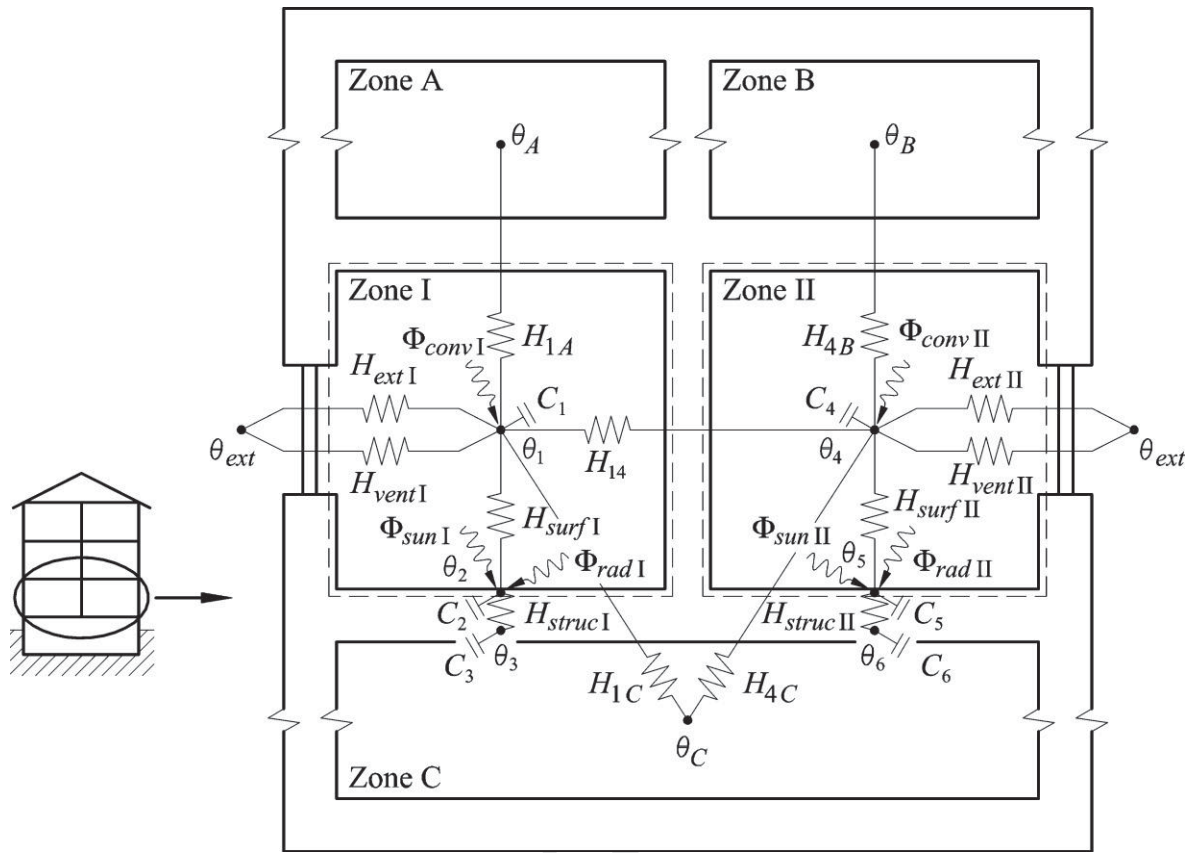 Zone A
Zone B
θ_A
θ_B
Zone I
Zone II
Φ_conv I
H_1A
H_4B
Φ_conv II
H_ext I
H_ext II
C_1
C_4
θ_ext
θ_1
H_14
θ_4
θ_ext
H_vent I
H_vent II
Φ_sun I
H_surf I
Φ_sun II
H_surf II
θ_2
Φ_rad I
θ_5
Φ_rad II
C_2
H_struc I
H_struc II
C_5
C_3
θ_3
θ_6
C_6
H_1C
H_4C
θ_C
Zone C